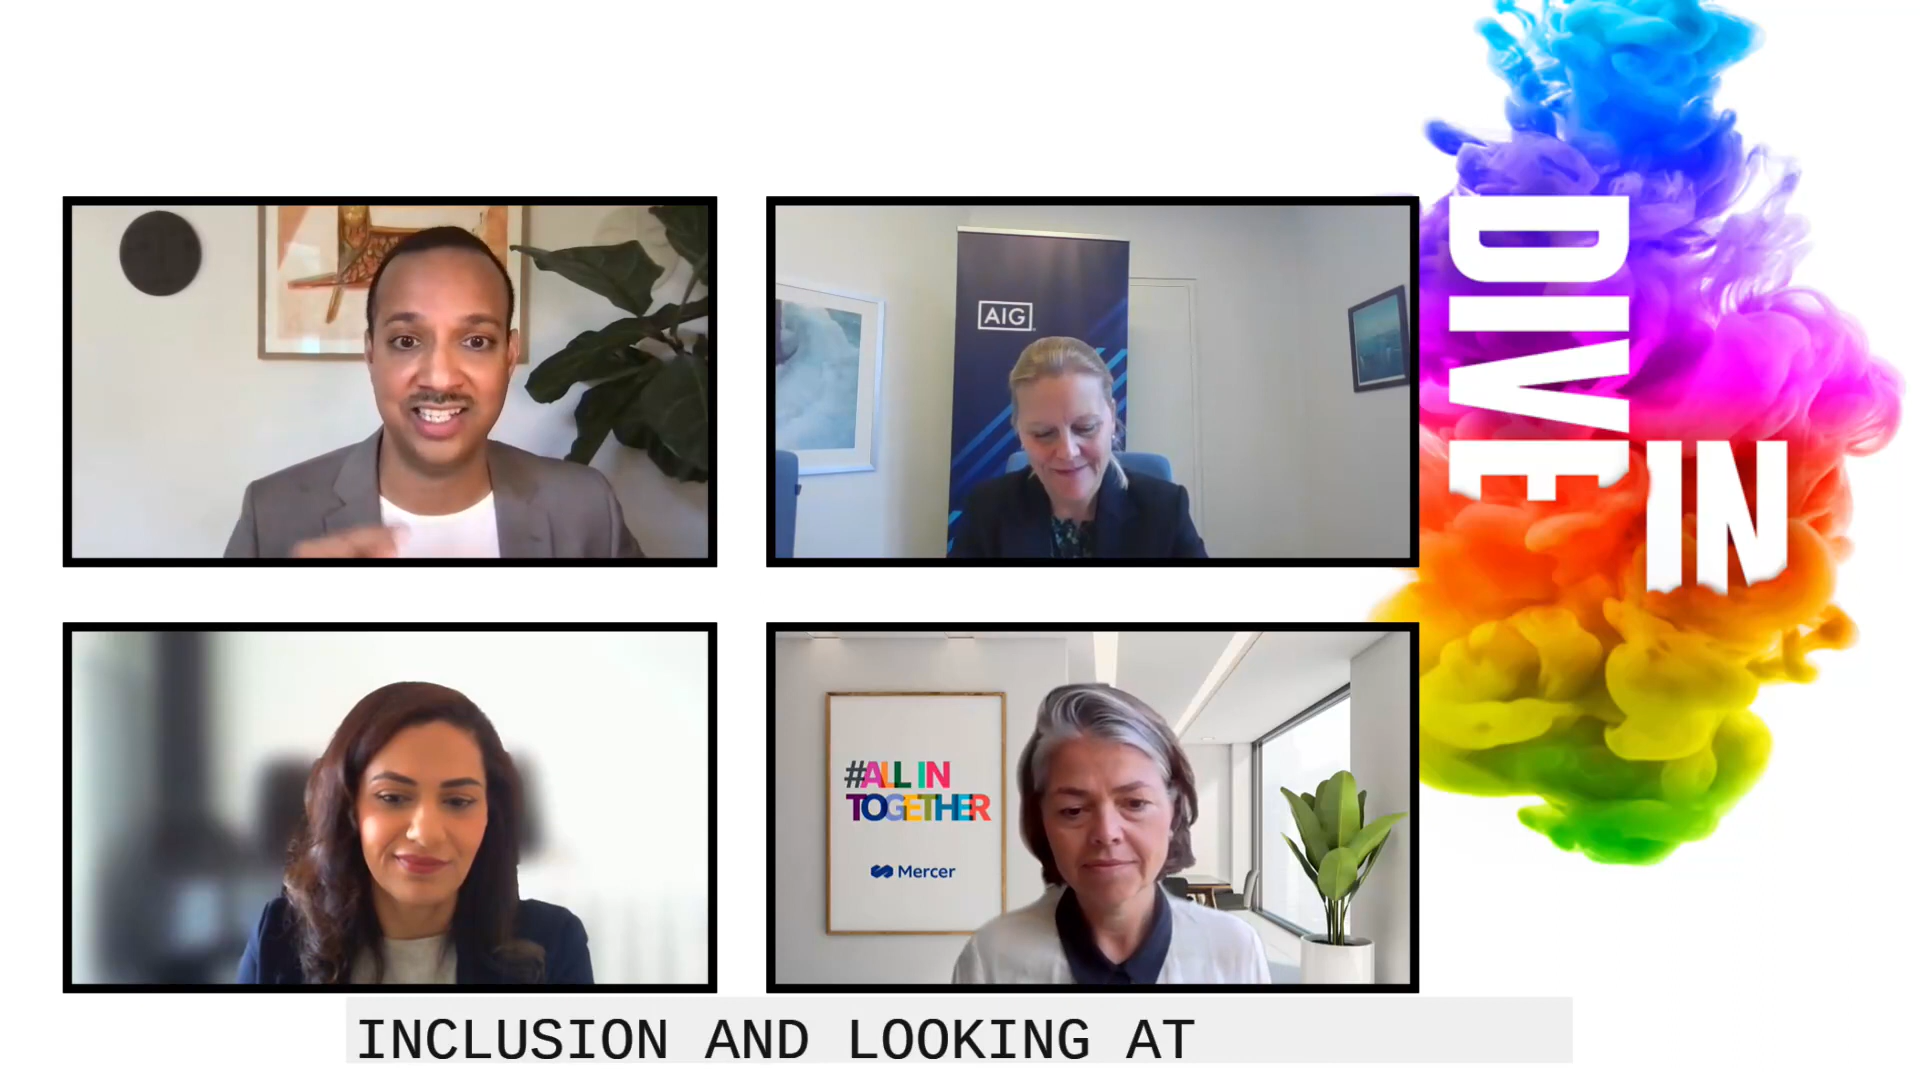 AIG
DIVE
IN
#ALL IN
TOGETHER
Mercer
INCLUSION AND LOOKING AT